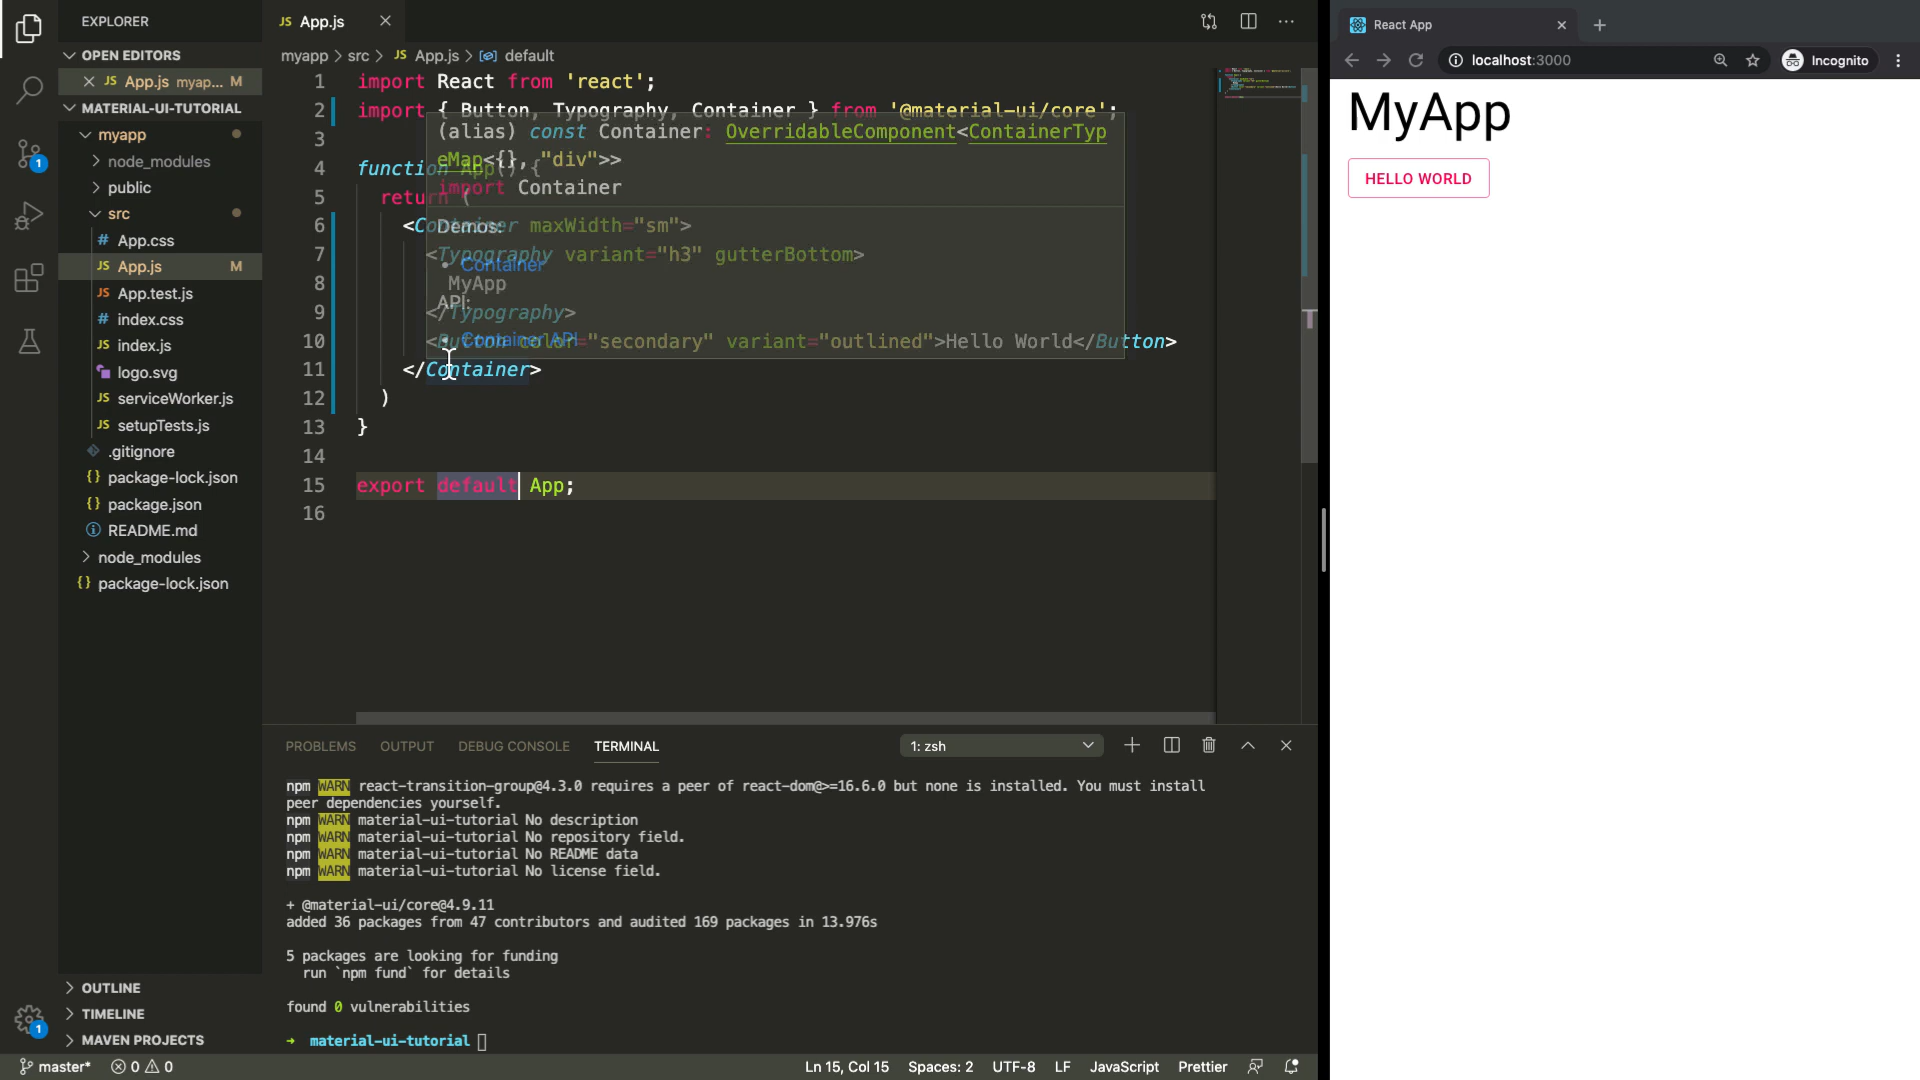 EXPLORER
OPEN EDITORS
JS App.js myap... M
MATERIAL-UI-TUTORIAL
myapp
node_modules
public
src
# App.css
JS App.js M
JS App.test.js
# index.css
JS index.js
logo.svg
JS serviceWorker.js
JS setupTests.js
.gitignore
{} package-lock.json
{} package.json
README.md
node_modules
{} package-lock.json
OUTLINE
TIMELINE
MAVEN PROJECTS
1
1
JS App.js
myapp > src > JS App.js > default
1 import React from 'react';
2 import { Button, Typography, Container } from '@material-ui/core';
3
4 function App() {
5 return (
6 <Container maxWidth="sm">
7 <Typography variant="h3" gutterBottom>
8 MyApp
9 </Typography>
10 <Button color="secondary" variant="outlined">Hello World</Button>
11 </Container>
12 )
13 }
14
15 export default App;
16
(alias) const Container: OverridableComponent<ContainerTyp
eMap<{}, "div">>
import Container
Demos:
• Container
API:
• Container API
PROBLEMS OUTPUT DEBUG CONSOLE TERMINAL 1: zsh
npm WARN react-transition-group@4.3.0 requires a peer of react-dom@>=16.6.0 but none is installed. You must install
peer dependencies yourself.
npm WARN material-ui-tutorial No description
npm WARN material-ui-tutorial No repository field.
npm WARN material-ui-tutorial No README data
npm WARN material-ui-tutorial No license field.
+ @material-ui/core@4.9.11
added 36 packages from 47 contributors and audited 169 packages in 13.976s
5 packages are looking for funding
run `npm fund` for details
found 0 vulnerabilities
→ material-ui-tutorial
master* 0 0 Ln 15, Col 15 Spaces: 2 UTF-8 LF JavaScript Prettier
React App
localhost:3000 Incognito
MyApp
HELLO WORLD